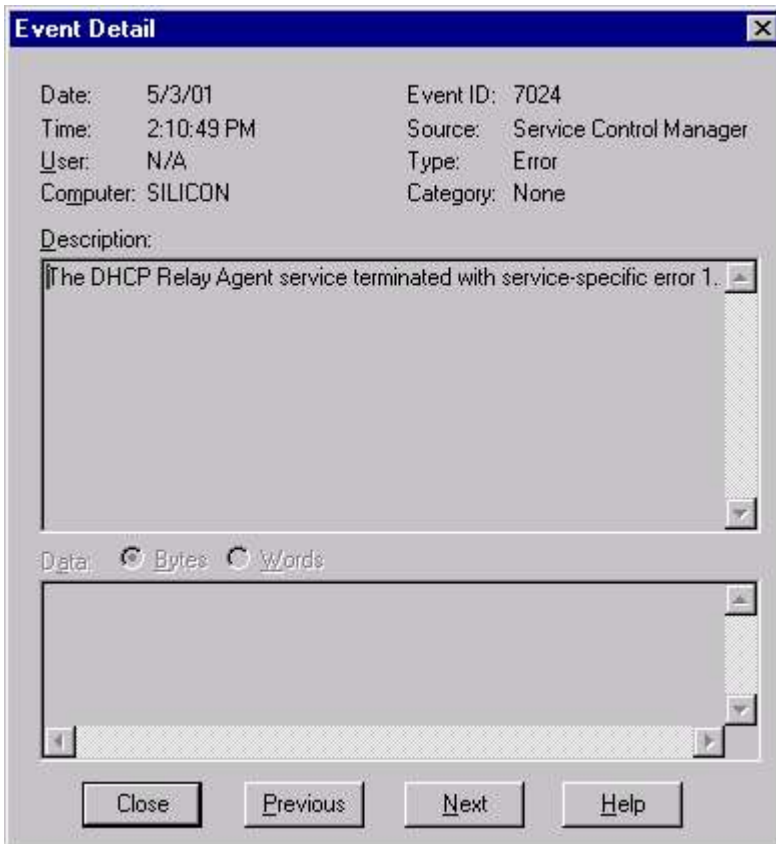 Event Detail
Date: 5/3/01 Event ID: 7024
Time: 2:10:49 PM Source: Service Control Manager
User: N/A Type: Error
Computer: SILICON Category: None
Description:
The DHCP Relay Agent service terminated with service-specific error 1.
Data: Bytes Words
Close Previous Next Help